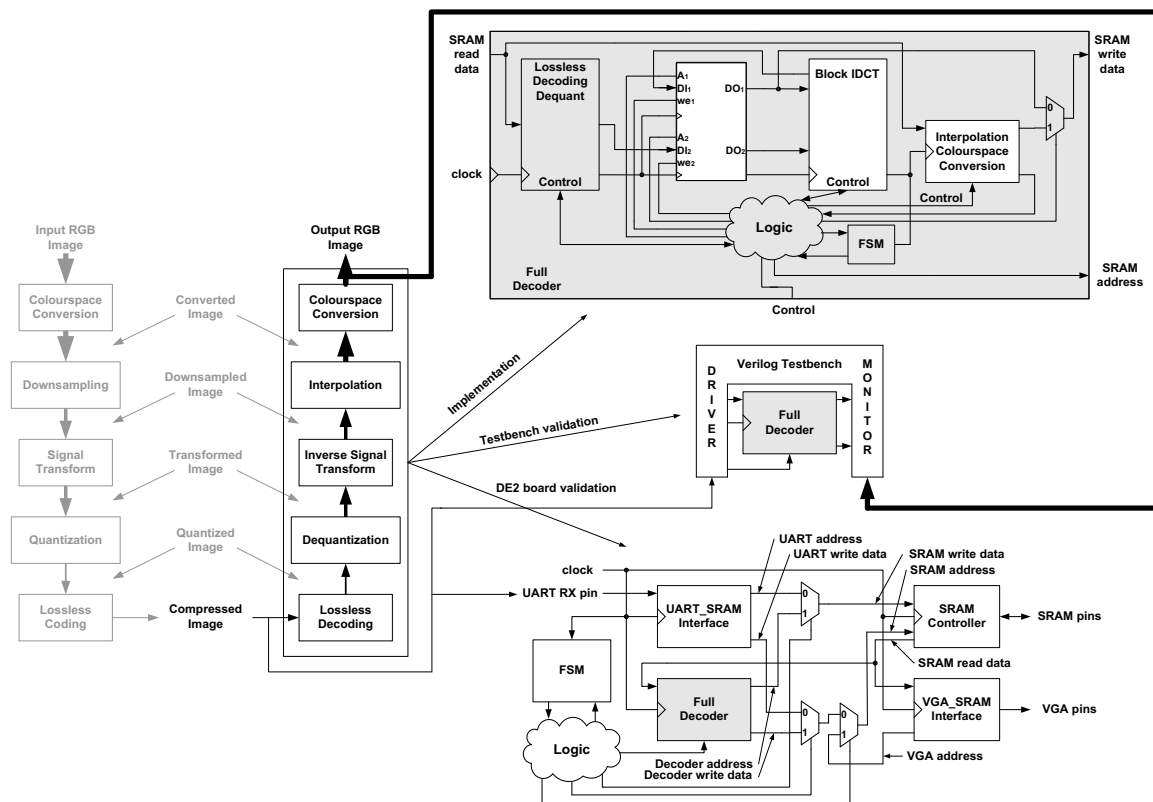 SRAM
read
data
clock
Lossless
Decoding
Dequant
Control
A1
DI1
we1
A2
DI2
we2
DO1
DO2
Block IDCT
Control
Interpolation
Colourspace
Conversion
Control
0
1
SRAM
write
data
Logic
FSM
Full
Decoder
SRAM
address
Control
Input RGB
Image
Colourspace
Conversion
Downsampling
Signal
Transform
Quantization
Lossless
Coding
Converted
Image
Downsampled
Image
Transformed
Image
Quantized
Image
Compressed
Image
Output RGB
Image
Colourspace
Conversion
Interpolation
Inverse Signal
Transform
Dequantization
Lossless
Decoding
Implementation
Testbench validation
DE2 board validation
Verilog Testbench
DRIVER
Full
Decoder
MONITOR
UART address
UART write data
SRAM write data
SRAM address
clock
UART RX pin
UART_SRAM
Interface
0
1
SRAM
Controller
SRAM pins
SRAM read data
FSM
Full
Decoder
0
1
0
1
VGA_SRAM
Interface
VGA pins
Logic
VGA address
Decoder address
Decoder write data